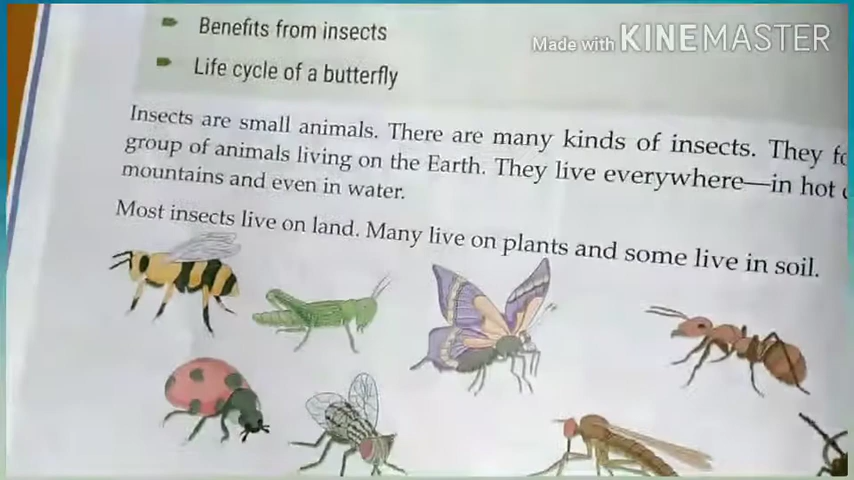 Benefits from insects
Made with KINEMASTER
Life cycle of a butterfly
Insects are small animals. There are many kinds of insects. They
group of animals living on the Earth. They live everywhere—in hot
mountains and even in water.
Most insects live on land. Many live on plants and some live in soil.